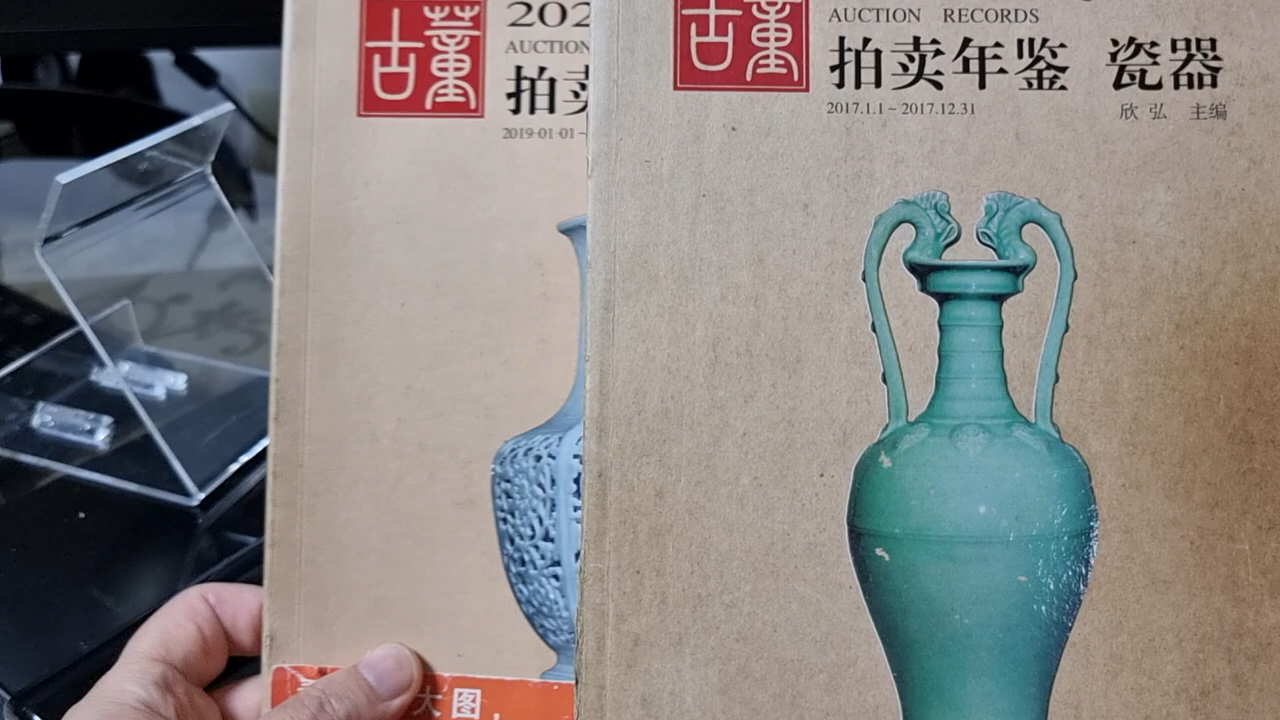 古董
202
AUCTION
拍卖
2019-01-01~
大图
古董
AUCTION RECORDS
拍卖年鉴 瓷器
2017.1.1~2017.12.31
欣弘 主编